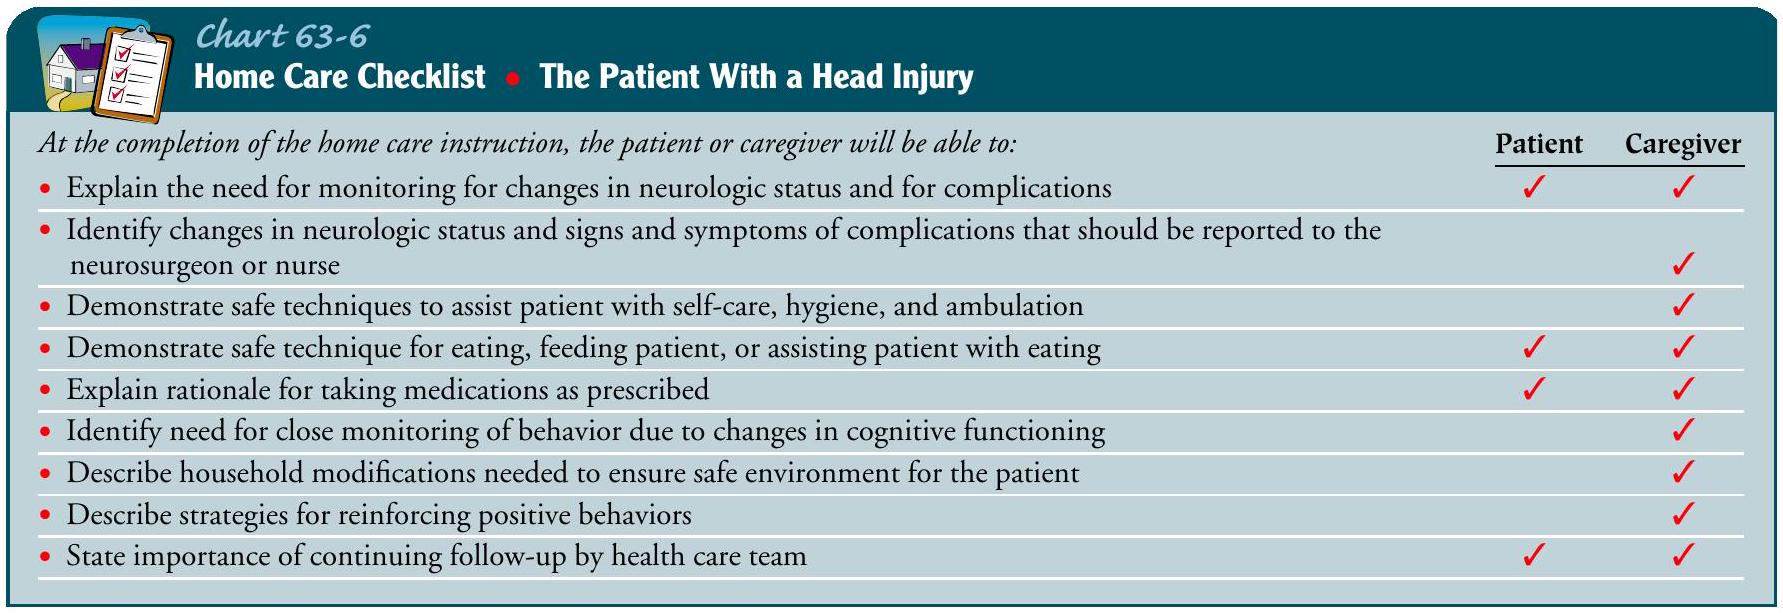 Chart 63-6
Home Care Checklist • The Patient With a Head Injury
At the completion of the home care instruction, the patient or caregiver will be able to: Patient Caregiver
• Explain the need for monitoring for changes in neurologic status and for complications ✓ ✓
• Identify changes in neurologic status and signs and symptoms of complications that should be reported to the
neurosurgeon or nurse ✓
• Demonstrate safe techniques to assist patient with self-care, hygiene, and ambulation ✓
• Demonstrate safe technique for eating, feeding patient, or assisting patient with eating ✓ ✓
• Explain rationale for taking medications as prescribed ✓ ✓
• Identify need for close monitoring of behavior due to changes in cognitive functioning ✓
• Describe household modifications needed to ensure safe environment for the patient ✓
• Describe strategies for reinforcing positive behaviors ✓
• State importance of continuing follow-up by health care team ✓ ✓